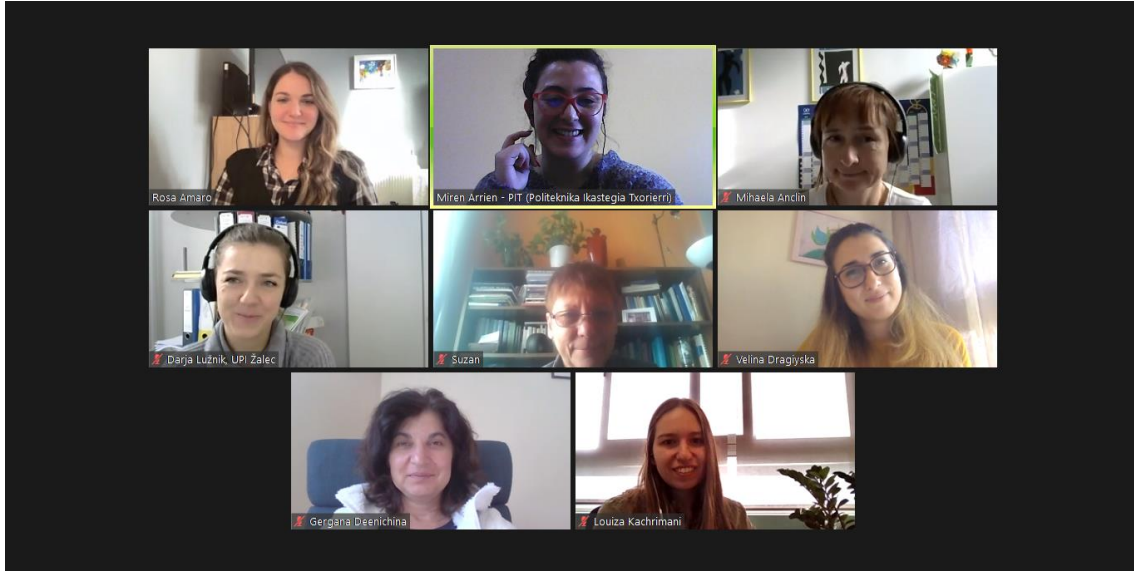 Rosa Amaro
Miren Arrien - PIT (Politeknika Ikastegia Txorierri)
Mihaela Anclin
Darja Lužnik, UPI Žalec
Suzan
Velina Dragiyska
Gergana Deenichina
Louiza Kachrimani